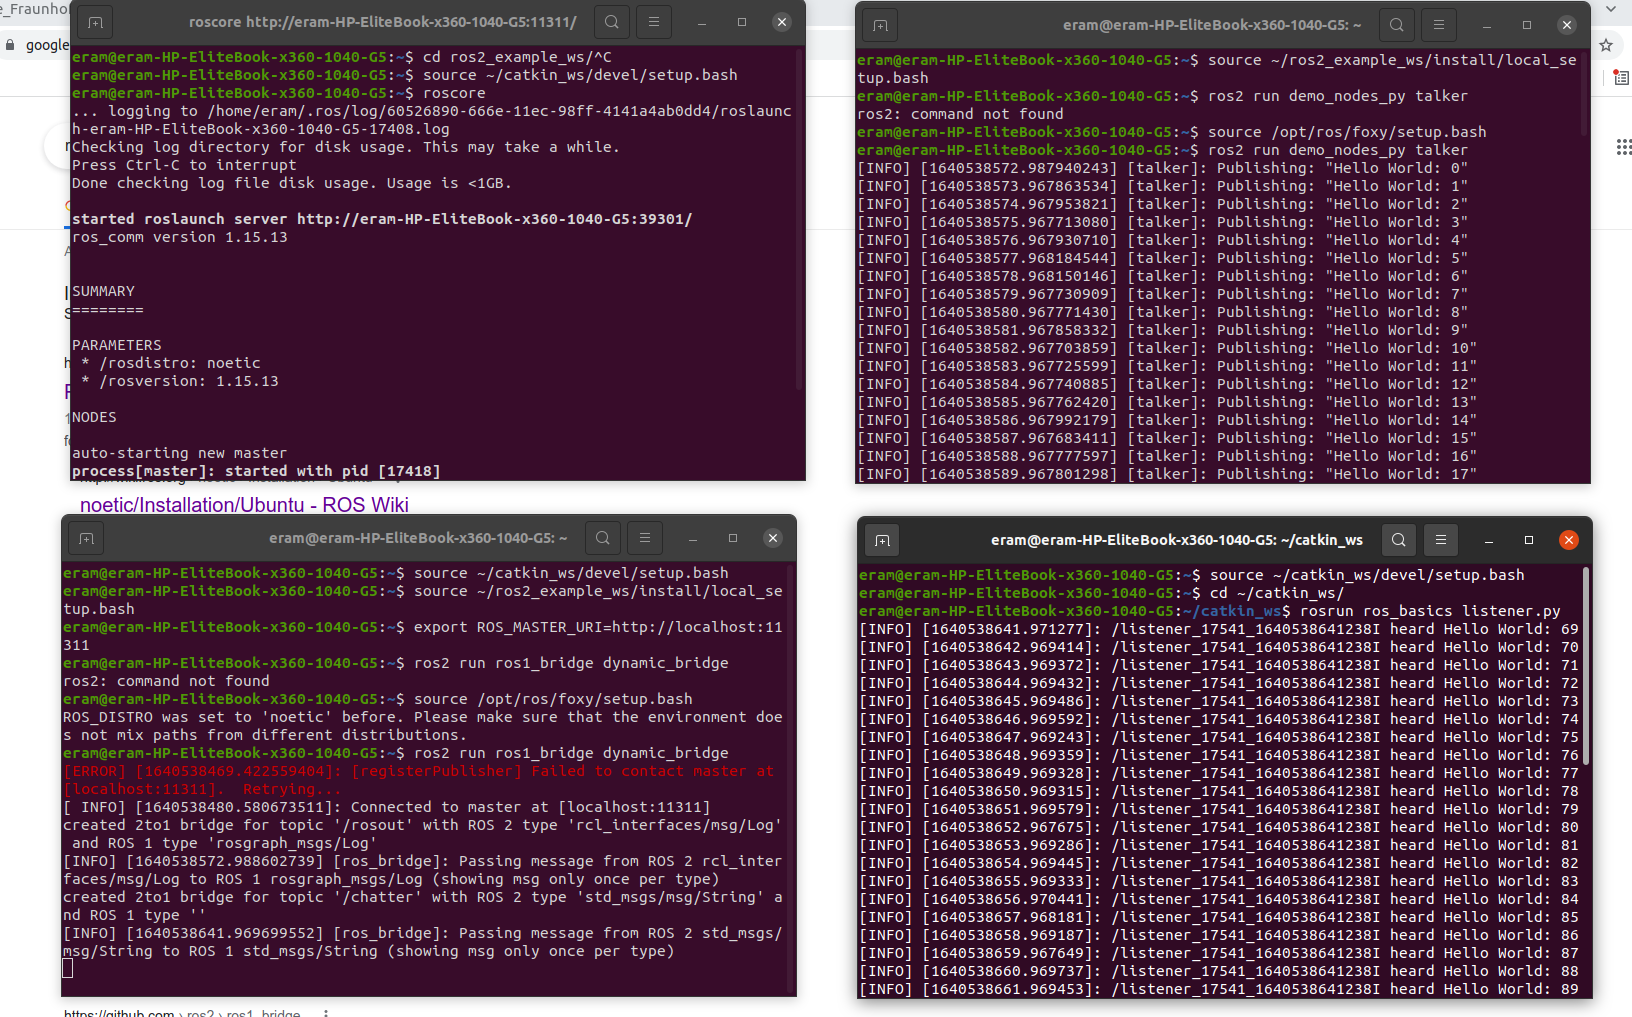 e_Fraunho
google
roscore http://eram-HP-EliteBook-x360-1040-G5:11311/
eram@eram-HP-EliteBook-x360-1040-G5:~$ cd ros2_example_ws/^C
eram@eram-HP-EliteBook-x360-1040-G5:~$ source ~/catkin_ws/devel/setup.bash
eram@eram-HP-EliteBook-x360-1040-G5:~$ roscore
... logging to /home/eram/.ros/log/60526890-666e-11ec-98ff-4141a4ab0dd4/roslaunc
h-eram-HP-EliteBook-x360-1040-G5-17408.log
Checking log directory for disk usage. This may take a while.
Press Ctrl-C to interrupt
Done checking log file disk usage. Usage is <1GB.
started roslaunch server http://eram-HP-EliteBook-x360-1040-G5:39301/
ros_comm version 1.15.13
SUMMARY
========
PARAMETERS
* /rosdistro: noetic
* /rosversion: 1.15.13
NODES
auto-starting new master
process[master]: started with pid [17418]
eram@eram-HP-EliteBook-x360-1040-G5: ~
eram@eram-HP-EliteBook-x360-1040-G5:~$ source ~/ros2_example_ws/install/local_se
tup.bash
eram@eram-HP-EliteBook-x360-1040-G5:~$ ros2 run demo_nodes_py talker
ros2: command not found
eram@eram-HP-EliteBook-x360-1040-G5:~$ source /opt/ros/foxy/setup.bash
eram@eram-HP-EliteBook-x360-1040-G5:~$ ros2 run demo_nodes_py talker
[INFO] [1640538572.987940243] [talker]: Publishing: "Hello World: 0"
[INFO] [1640538573.967863534] [talker]: Publishing: "Hello World: 1"
[INFO] [1640538574.967953821] [talker]: Publishing: "Hello World: 2"
[INFO] [1640538575.967713080] [talker]: Publishing: "Hello World: 3"
[INFO] [1640538576.967930710] [talker]: Publishing: "Hello World: 4"
[INFO] [1640538577.968184544] [talker]: Publishing: "Hello World: 5"
[INFO] [1640538578.968150146] [talker]: Publishing: "Hello World: 6"
[INFO] [1640538579.967730909] [talker]: Publishing: "Hello World: 7"
[INFO] [1640538580.967771430] [talker]: Publishing: "Hello World: 8"
[INFO] [1640538581.967858332] [talker]: Publishing: "Hello World: 9"
[INFO] [1640538582.967703859] [talker]: Publishing: "Hello World: 10"
[INFO] [1640538583.967725599] [talker]: Publishing: "Hello World: 11"
[INFO] [1640538584.967740885] [talker]: Publishing: "Hello World: 12"
[INFO] [1640538585.967762420] [talker]: Publishing: "Hello World: 13"
[INFO] [1640538586.967992179] [talker]: Publishing: "Hello World: 14"
[INFO] [1640538587.967683411] [talker]: Publishing: "Hello World: 15"
[INFO] [1640538588.967777597] [talker]: Publishing: "Hello World: 16"
[INFO] [1640538589.967801298] [talker]: Publishing: "Hello World: 17"
noetic/Installation/Ubuntu - ROS Wiki
eram@eram-HP-EliteBook-x360-1040-G5: ~
eram@eram-HP-EliteBook-x360-1040-G5:~$ source ~/catkin_ws/devel/setup.bash
eram@eram-HP-EliteBook-x360-1040-G5:~$ source ~/ros2_example_ws/install/local_se
tup.bash
eram@eram-HP-EliteBook-x360-1040-G5:~$ export ROS_MASTER_URI=http://localhost:11
311
eram@eram-HP-EliteBook-x360-1040-G5:~$ ros2 run ros1_bridge dynamic_bridge
ros2: command not found
eram@eram-HP-EliteBook-x360-1040-G5:~$ source /opt/ros/foxy/setup.bash
ROS_DISTRO was set to 'noetic' before. Please make sure that the environment doe
s not mix paths from different distributions.
eram@eram-HP-EliteBook-x360-1040-G5:~$ ros2 run ros1_bridge dynamic_bridge
[ERROR] [1640538469.422559404]: [registerPublisher] Failed to contact master at
[localhost:11311].  Retrying...
[ INFO] [1640538480.580673511]: Connected to master at [localhost:11311]
created 2to1 bridge for topic '/rosout' with ROS 2 type 'rcl_interfaces/msg/Log'
and ROS 1 type 'rosgraph_msgs/Log'
[INFO] [1640538572.988602739] [ros_bridge]: Passing message from ROS 2 rcl_inter
faces/msg/Log to ROS 1 rosgraph_msgs/Log (showing msg only once per type)
created 2to1 bridge for topic '/chatter' with ROS 2 type 'std_msgs/msg/String' a
nd ROS 1 type ''
[INFO] [1640538641.969699552] [ros_bridge]: Passing message from ROS 2 std_msgs/
msg/String to ROS 1 std_msgs/String (showing msg only once per type)
eram@eram-HP-EliteBook-x360-1040-G5: ~/catkin_ws
eram@eram-HP-EliteBook-x360-1040-G5:~$ source ~/catkin_ws/devel/setup.bash
eram@eram-HP-EliteBook-x360-1040-G5:~$ cd ~/catkin_ws/
eram@eram-HP-EliteBook-x360-1040-G5:~/catkin_ws$ rosrun ros_basics listener.py
[INFO] [1640538641.971277]: /listener_17541_1640538641238I heard Hello World: 69
[INFO] [1640538642.969414]: /listener_17541_1640538641238I heard Hello World: 70
[INFO] [1640538643.969372]: /listener_17541_1640538641238I heard Hello World: 71
[INFO] [1640538644.969432]: /listener_17541_1640538641238I heard Hello World: 72
[INFO] [1640538645.969486]: /listener_17541_1640538641238I heard Hello World: 73
[INFO] [1640538646.969592]: /listener_17541_1640538641238I heard Hello World: 74
[INFO] [1640538647.969243]: /listener_17541_1640538641238I heard Hello World: 75
[INFO] [1640538648.969359]: /listener_17541_1640538641238I heard Hello World: 76
[INFO] [1640538649.969328]: /listener_17541_1640538641238I heard Hello World: 77
[INFO] [1640538650.969315]: /listener_17541_1640538641238I heard Hello World: 78
[INFO] [1640538651.969579]: /listener_17541_1640538641238I heard Hello World: 79
[INFO] [1640538652.967675]: /listener_17541_1640538641238I heard Hello World: 80
[INFO] [1640538653.969286]: /listener_17541_1640538641238I heard Hello World: 81
[INFO] [1640538654.969445]: /listener_17541_1640538641238I heard Hello World: 82
[INFO] [1640538655.969333]: /listener_17541_1640538641238I heard Hello World: 83
[INFO] [1640538656.970441]: /listener_17541_1640538641238I heard Hello World: 84
[INFO] [1640538657.968181]: /listener_17541_1640538641238I heard Hello World: 85
[INFO] [1640538658.969187]: /listener_17541_1640538641238I heard Hello World: 86
[INFO] [1640538659.967649]: /listener_17541_1640538641238I heard Hello World: 87
[INFO] [1640538660.969737]: /listener_17541_1640538641238I heard Hello World: 88
[INFO] [1640538661.969453]: /listener_17541_1640538641238I heard Hello World: 89
https://github.com › ros2 › ros1_bridge